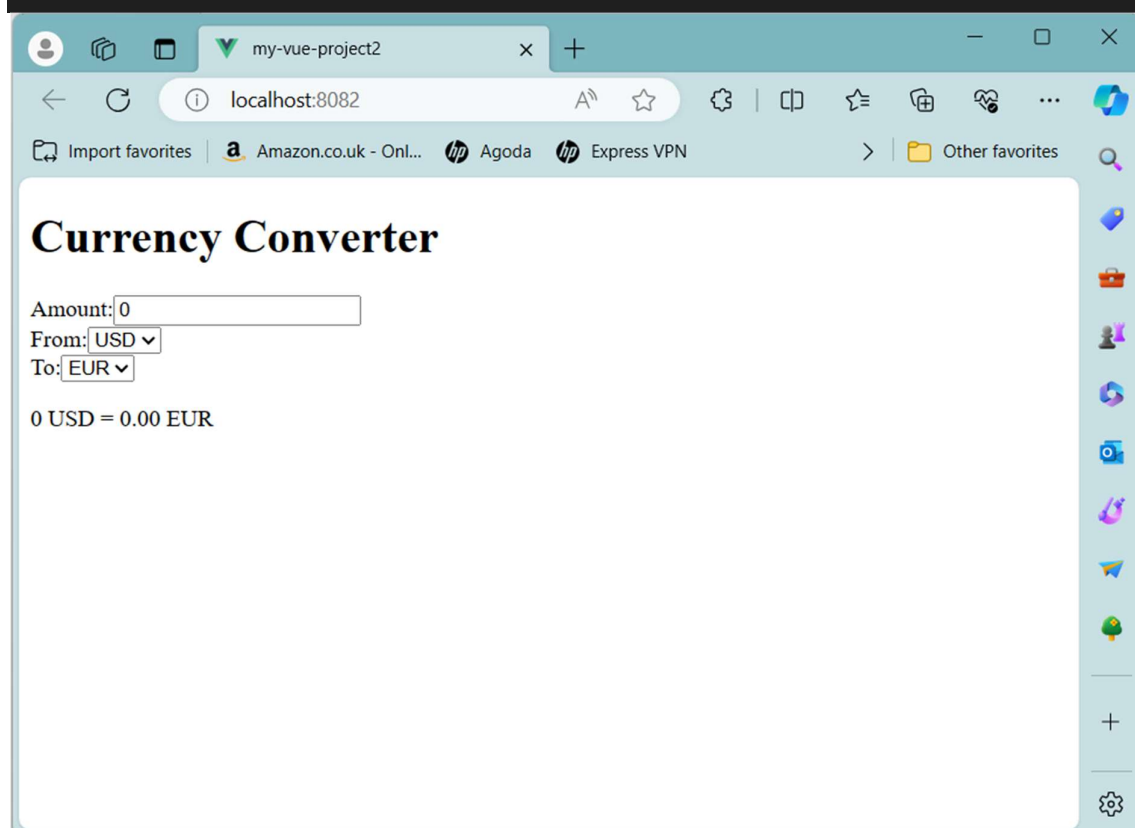 my-vue-project2
localhost:8082
Import favorites Amazon.co.uk - Onl... Agoda Express VPN Other favorites
Currency Converter
Amount: 0
From: USD
To: EUR
0 USD = 0.00 EUR